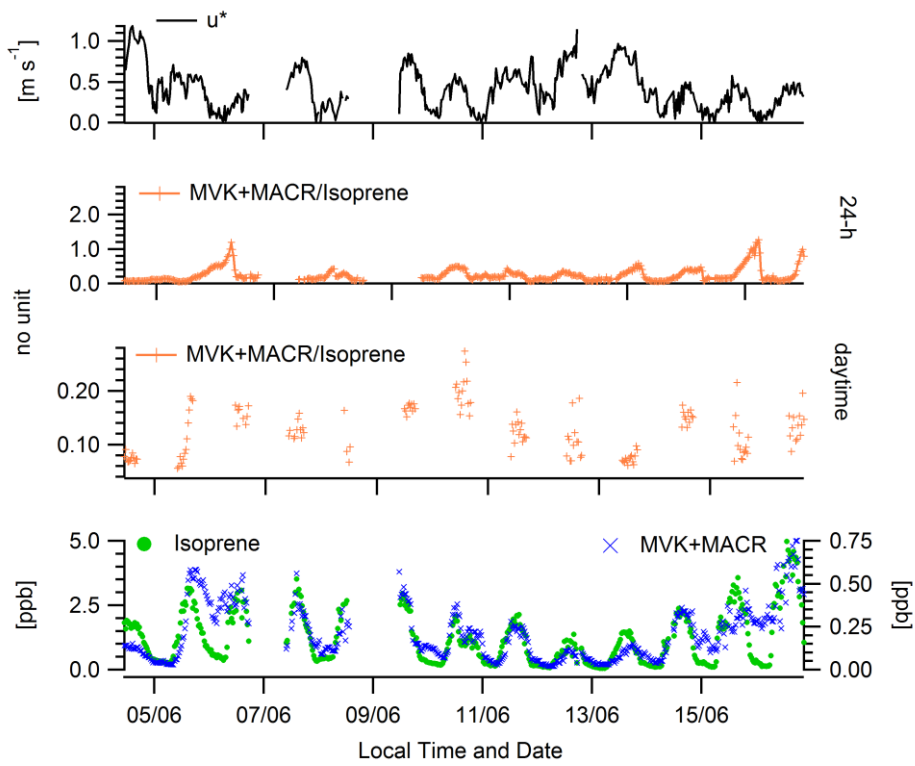 u*
1.0
0.5
0.0
[m s⁻¹]
MVK+MACR/Isoprene
2.0
1.0
0.0
24-h
no unit
MVK+MACR/Isoprene
0.20
0.10
daytime
5.0
2.5
0.0
[ppb]
Isoprene
MVK+MACR
0.75
0.50
0.25
0.00
[ppb]
05/06 07/06 09/06 11/06 13/06 15/06
Local Time and Date